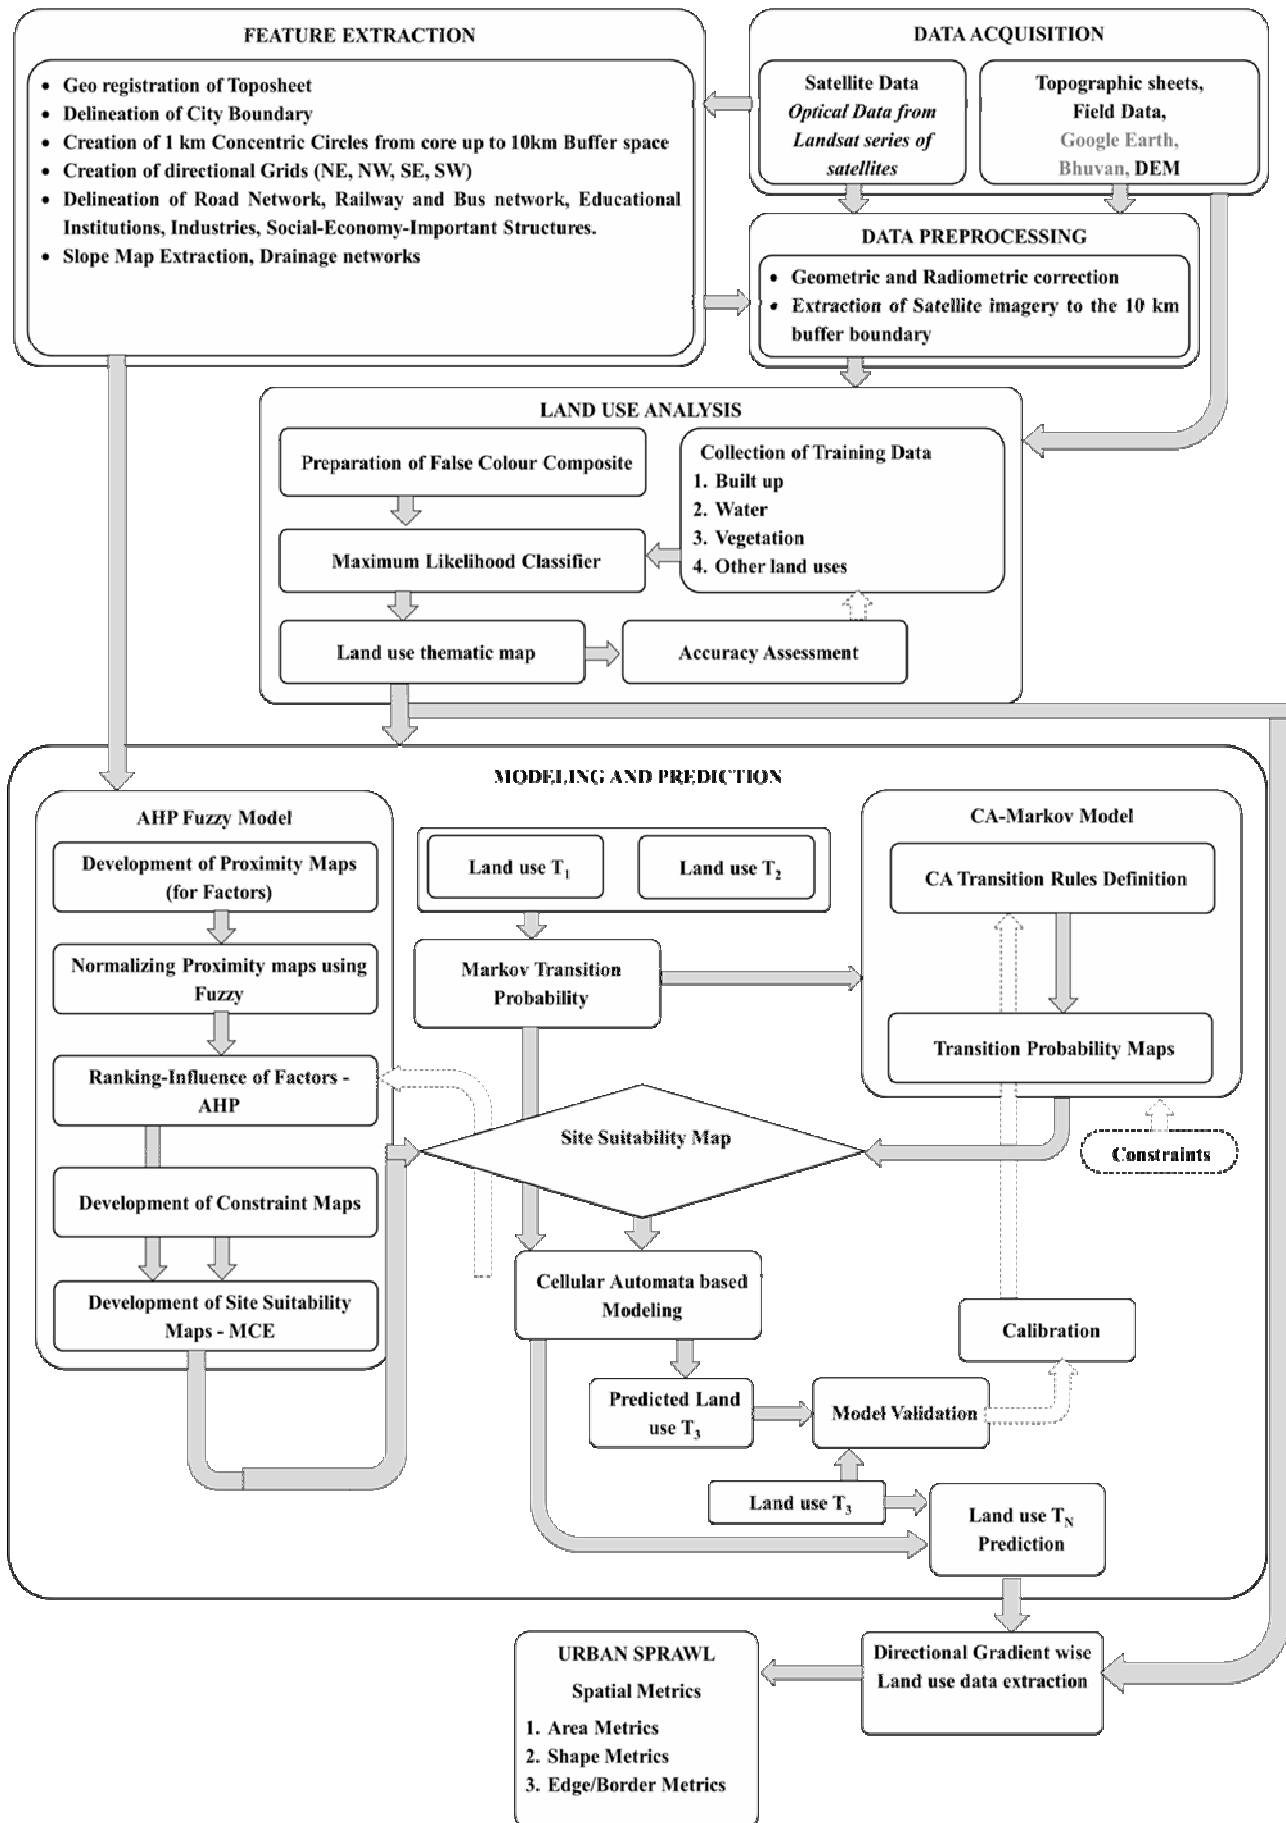 FEATURE EXTRACTION
• Geo registration of Toposheet
• Delineation of City Boundary
• Creation of 1 km Concentric Circles from core up to 10km Buffer space
• Creation of directional Grids (NE, NW, SE, SW)
• Delineation of Road Network, Railway and Bus network, Educational
Institutions, Industries, Social-Economy-Important Structures.
• Slope Map Extraction, Drainage networks
DATA ACQUISITION
Satellite Data
Optical Data from
Landsat series of
satellites
Topographic sheets,
Field Data,
Google Earth,
Bhuvan, DEM
DATA PREPROCESSING
• Geometric and Radiometric correction
• Extraction of Satellite imagery to the 10 km
buffer boundary
LAND USE ANALYSIS
Preparation of False Colour Composite
Maximum Likelihood Classifier
Land use thematic map
Collection of Training Data
1. Built up
2. Water
3. Vegetation
4. Other land uses
Accuracy Assessment
MODELING AND PREDICTION
AHP Fuzzy Model
Development of Proximity Maps
(for Factors)
Normalizing Proximity maps using
Fuzzy
Ranking-Influence of Factors -
AHP
Development of Constraint Maps
Development of Site Suitability
Maps - MCE
Land use T1
Land use T2
Markov Transition
Probability
CA-Markov Model
CA Transition Rules Definition
Transition Probability Maps
Constraints
Site Suitability Map
Cellular Automata based
Modeling
Calibration
Predicted Land
use T3
Model Validation
Land use T3
Land use TN
Prediction
Directional Gradient wise
Land use data extraction
URBAN SPRAWL
Spatial Metrics
1. Area Metrics
2. Shape Metrics
3. Edge/Border Metrics